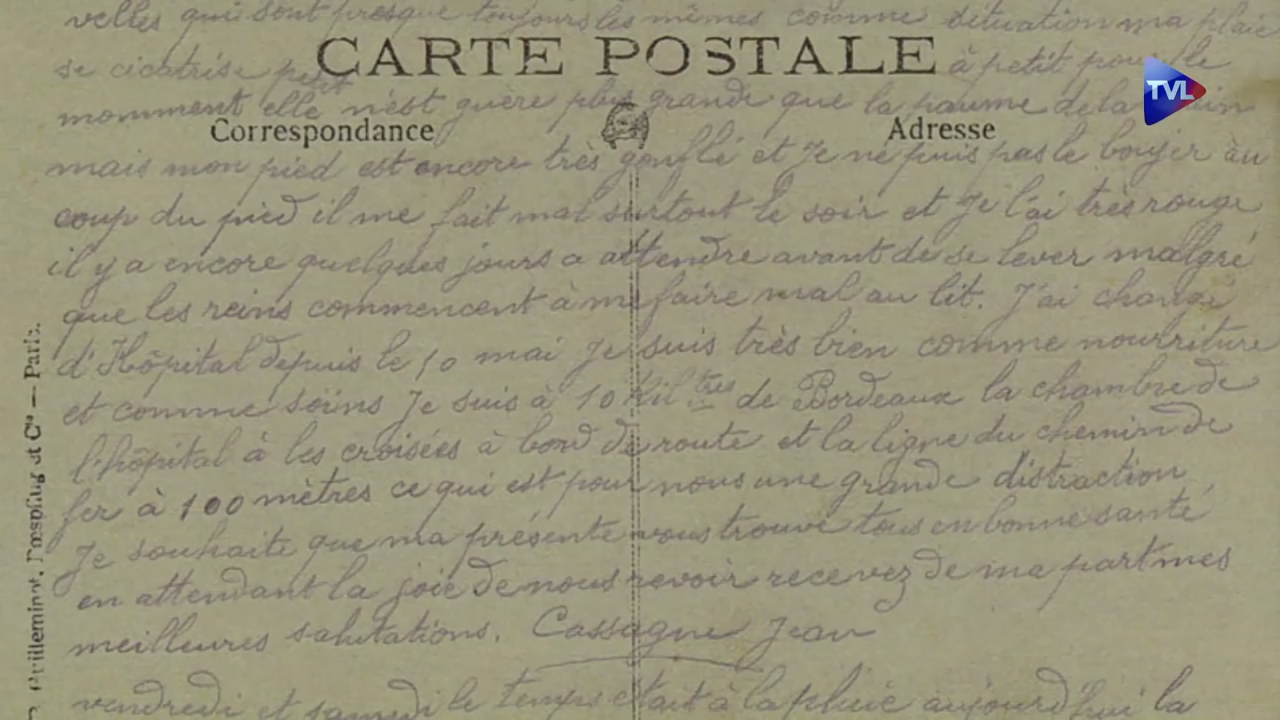 velles qui sont presque toujours les mêmes comme situation ma plaie
CARTE POSTALE
se cicatrise petit à petit pour le
TVL
monment elle n'est guère plus grande que la paume de la main
Correspondance
Adresse
mais mon pied est encore très gonflé et Je ne puis pas le boujer au
coup du pied il me fait mal surtout le soir et Je l'ai très rouge
il y a encore quelques jours a attendre avant de se lever malgré
que les reins commencent à me faire mal au lit. J'ai changé
d'Hôpital depuis le 10 mai Je suis très bien comme nourriture
et comme soins Je suis à 10 Kil tres de Bordeaux la chambre de
l'hôpital à les croisées à bord de route et la ligne du chemin de
fer à 100 mètres ce qui est pour nous une grande distraction
Je souhaite que ma présente vous trouve tous en bonne santé
en attendant la joie de nous revoir recevez de ma part mes
meilleures salutations. Cassagne Jean
vendredi et samedi le temps était à la pluie aujourd'hui la
et Cie — Paris.